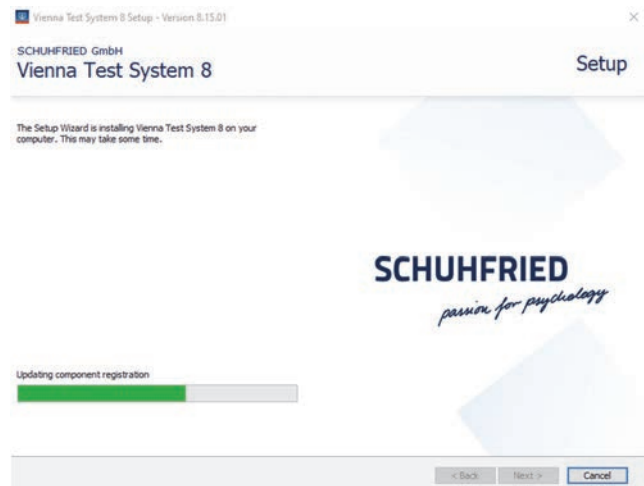 Vienna Test System 8 Setup - Version 8.15.01
SCHUHFRIED GmbH
Vienna Test System 8
Setup
The Setup Wizard is installing Vienna Test System 8 on your
computer. This may take some time.
SCHUHFRIED
passion for psychology
Updating component registration
< Back
Next >
Cancel